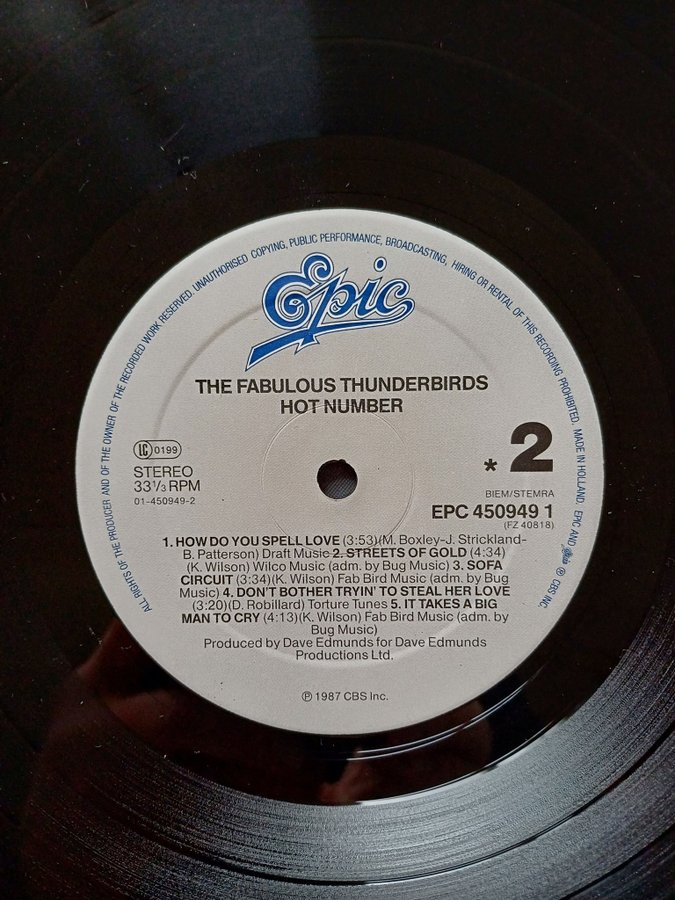 ALL RIGHTS OF THE PRODUCER AND OF THE OWNER OF THE RECORDED WORK RESERVED. UNAUTHORISED COPYING, PUBLIC PERFORMANCE, BROADCASTING, HIRING OR RENTAL OF THIS RECORDING PROHIBITED. MADE IN HOLLAND. EPIC AND Epic ℗ CBS INC.
Epic
THE FABULOUS THUNDERBIRDS
HOT NUMBER
LC 0199
STEREO
33 1/3 RPM
01-450949-2
* 2
BIEM/STEMRA
EPC 450949 1
(FZ 40818)
1. HOW DO YOU SPELL LOVE (3:53)(M. Boxley-J. Strickland-
B. Patterson) Draft Music 2. STREETS OF GOLD (4:34)
(K. Wilson) Wilco Music (adm. by Bug Music) 3. SOFA
CIRCUIT (3:34)(K. Wilson) Fab Bird Music (adm. by Bug
Music) 4. DON'T BOTHER TRYIN' TO STEAL HER LOVE
(3:20)(D. Robillard) Torture Tunes 5. IT TAKES A BIG
MAN TO CRY (4:13)(K. Wilson) Fab Bird Music (adm. by
Bug Music)
Produced by Dave Edmunds for Dave Edmunds
Productions Ltd.
℗ 1987 CBS Inc.